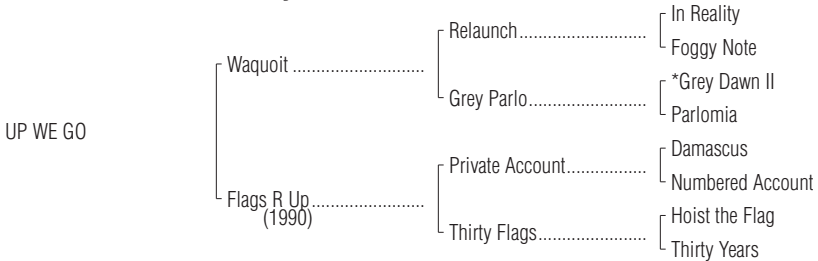 In Reality
Relaunch..........................
Foggy Note
Waquoit ............................
*Grey Dawn II
Grey Parlo.........................
Parlomia
UP WE GO
Damascus
Private Account.................
Numbered Account
Flags R Up........................
(1990)
Hoist the Flag
Thirty Flags.......................
Thirty Years